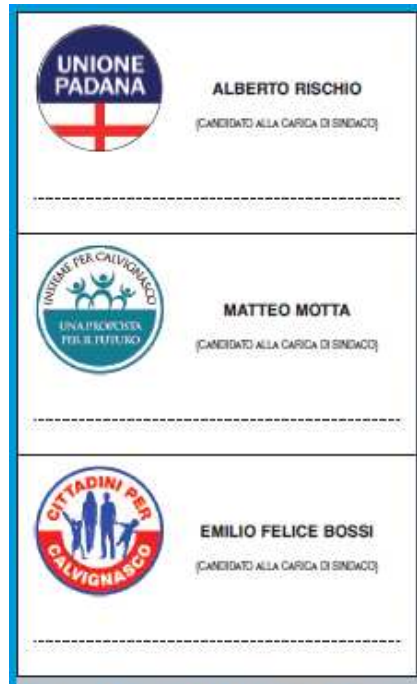 UNIONE
PADANA
ALBERTO RISCHIO
(CANDIDATO ALLA CARICA DI SINDACO)
INSIEME PER CALVIGNASCO
UNA PROPOSTA
PER IL FUTURO
MATTEO MOTTA
(CANDIDATO ALLA CARICA DI SINDACO)
CITTADINI PER
CALVIGNASCO
EMILIO FELICE BOSSI
(CANDIDATO ALLA CARICA DI SINDACO)